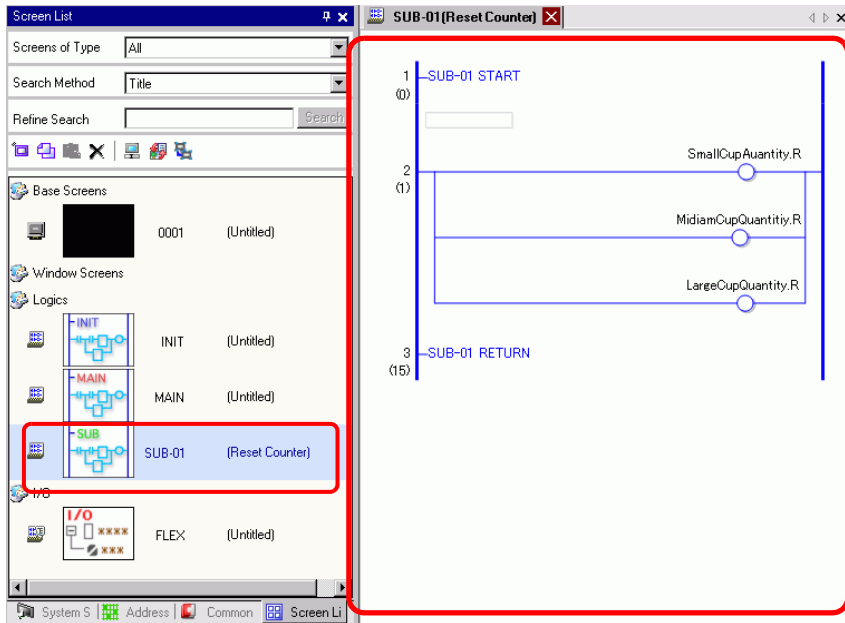 Screen List
Screens of Type All
Search Method Title
Refine Search Search
Base Screens
0001 (Untitled)
Window Screens
Logics
INIT
INIT (Untitled)
MAIN
MAIN (Untitled)
SUB
SUB-01 (Reset Counter)
I/O
I/O
****
***
FLEX (Untitled)
System S Address Common Screen Li
SUB-01(Reset Counter)
1 SUB-01 START
(0)
SmallCupAuantity.R
2
(1)
MidiamCupQuantitiy.R
LargeCupQuantity.R
3 SUB-01 RETURN
(15)